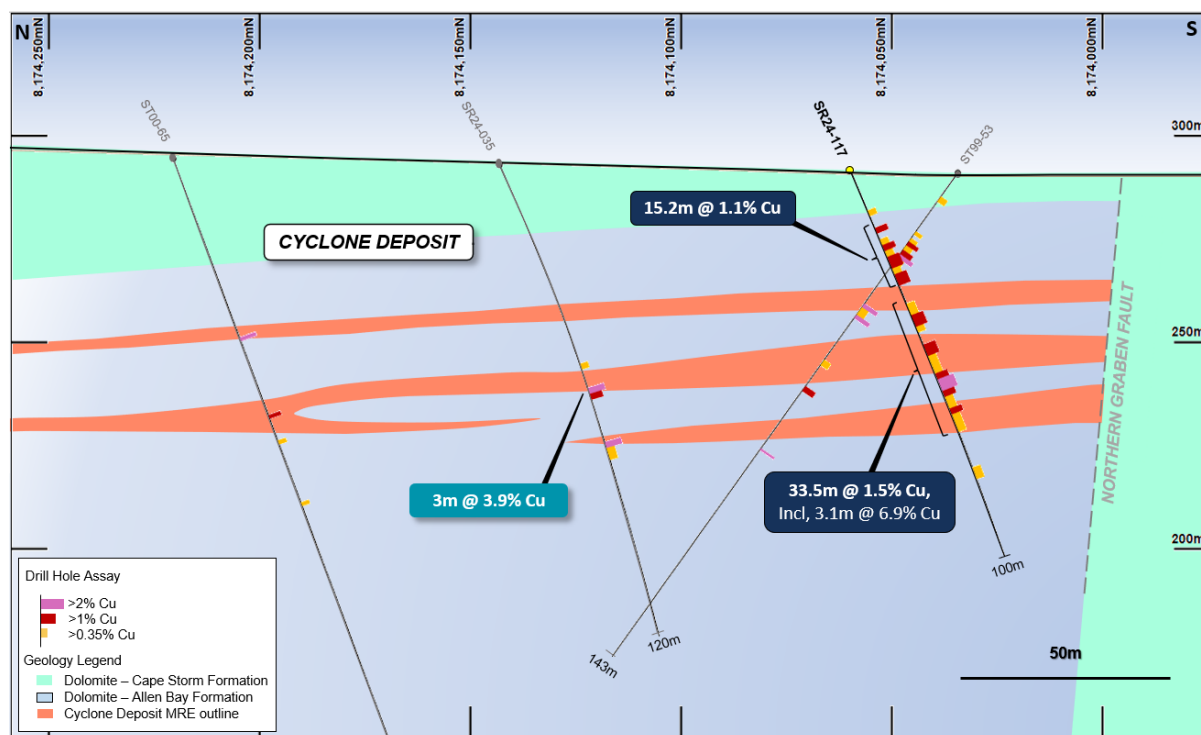 N
S
8,174,250mN
8,174,200mN
8,174,150mN
8,174,100mN
8,174,050mN
8,174,000mN
ST00-65
SR24-035
SR24-117
ST99-53
300m
250m
200m
15.2m @ 1.1% Cu
CYCLONE DEPOSIT
3m @ 3.9% Cu
33.5m @ 1.5% Cu,
Incl, 3.1m @ 6.9% Cu
NORTHERN GRABEN FAULT
100m
120m
143m
50m
Drill Hole Assay
>2% Cu
>1% Cu
>0.35% Cu
Geology Legend
Dolomite – Cape Storm Formation
Dolomite – Allen Bay Formation
Cyclone Deposit MRE outline